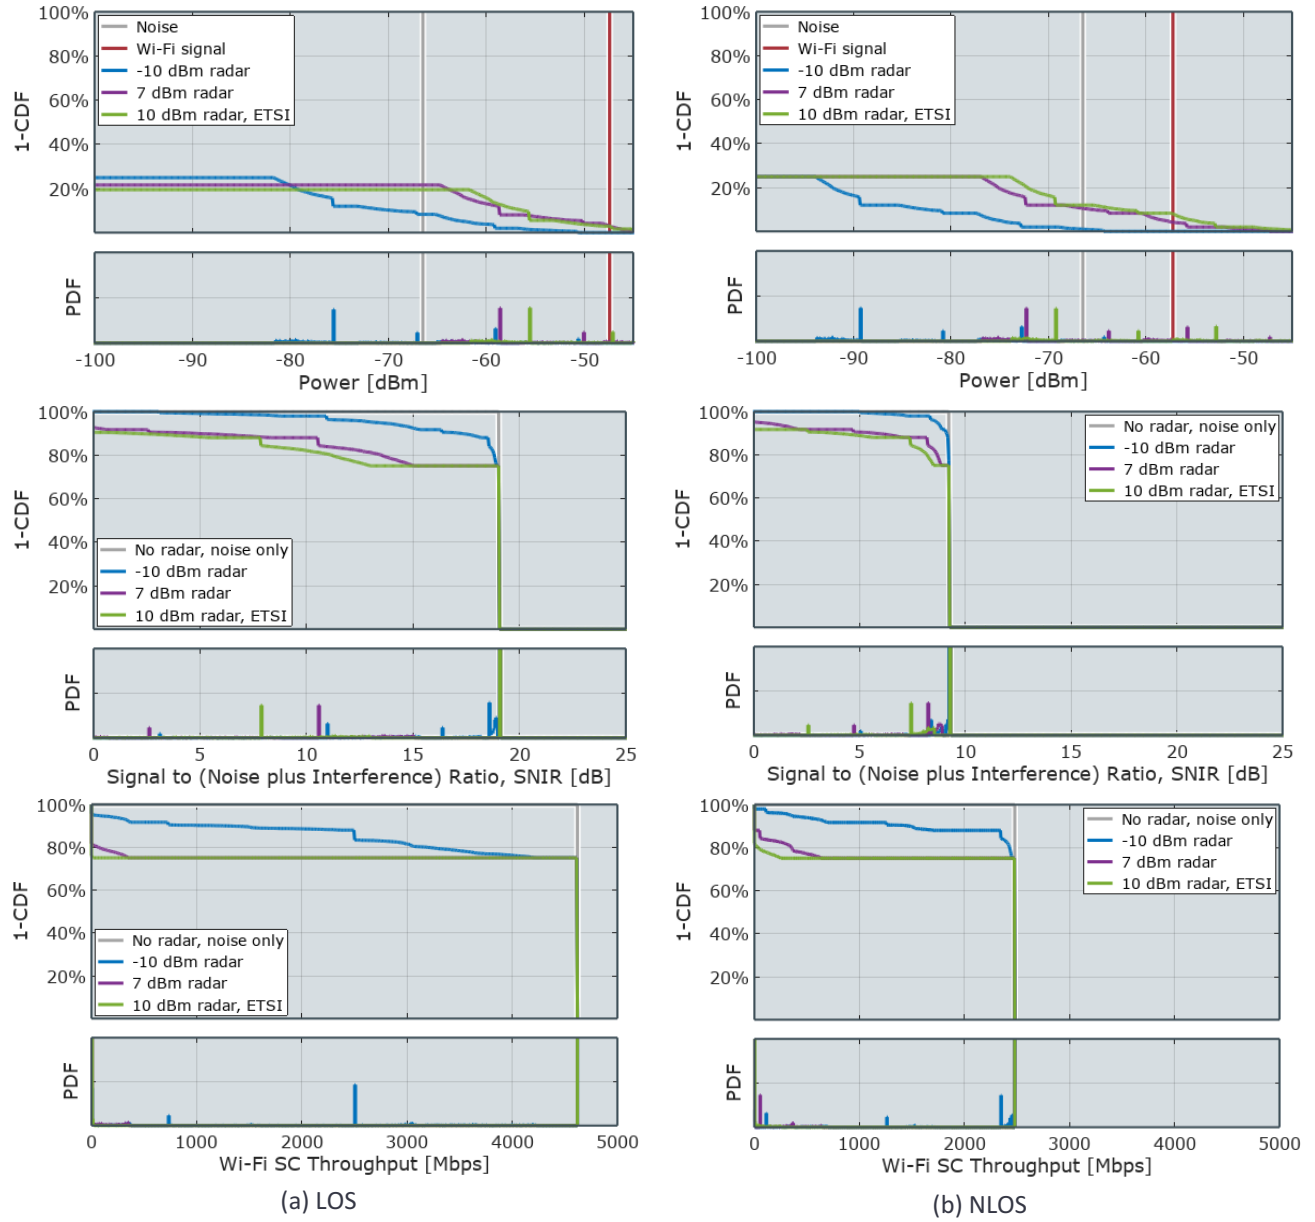 100%
80%
60%
40%
20%
1-CDF
Noise
Wi-Fi signal
-10 dBm radar
7 dBm radar
10 dBm radar, ETSI
PDF
-100
-80
-60
Power [dBm]
100%
80%
60%
40%
20%
1-CDF
Noise
Wi-Fi signal
-10 dBm radar
7 dBm radar
10 dBm radar, ETSI
PDF
-100
-90
-80
-70
-60
-50
Power [dBm]
100%
80%
60%
40%
20%
1-CDF
No radar, noise only
-10 dBm radar
7 dBm radar
10 dBm radar, ETSI
PDF
0
5
10
15
20
25
Signal to (Noise plus Interference) Ratio, SNIR [dB]
100%
80%
60%
40%
20%
1-CDF
No radar, noise only
-10 dBm radar
7 dBm radar
10 dBm radar, ETSI
PDF
0
5
10
15
20
25
Signal to (Noise plus Interference) Ratio, SNIR [dB]
100%
80%
60%
40%
20%
1-CDF
No radar, noise only
-10 dBm radar
7 dBm radar
10 dBm radar, ETSI
PDF
0
1000
2000
3000
4000
5000
Wi-Fi SC Throughput [Mbps]
(a) LOS
100%
80%
60%
40%
20%
1-CDF
No radar, noise only
-10 dBm radar
7 dBm radar
10 dBm radar, ETSI
PDF
0
1000
2000
3000
4000
5000
Wi-Fi SC Throughput [Mbps]
(b) NLOS